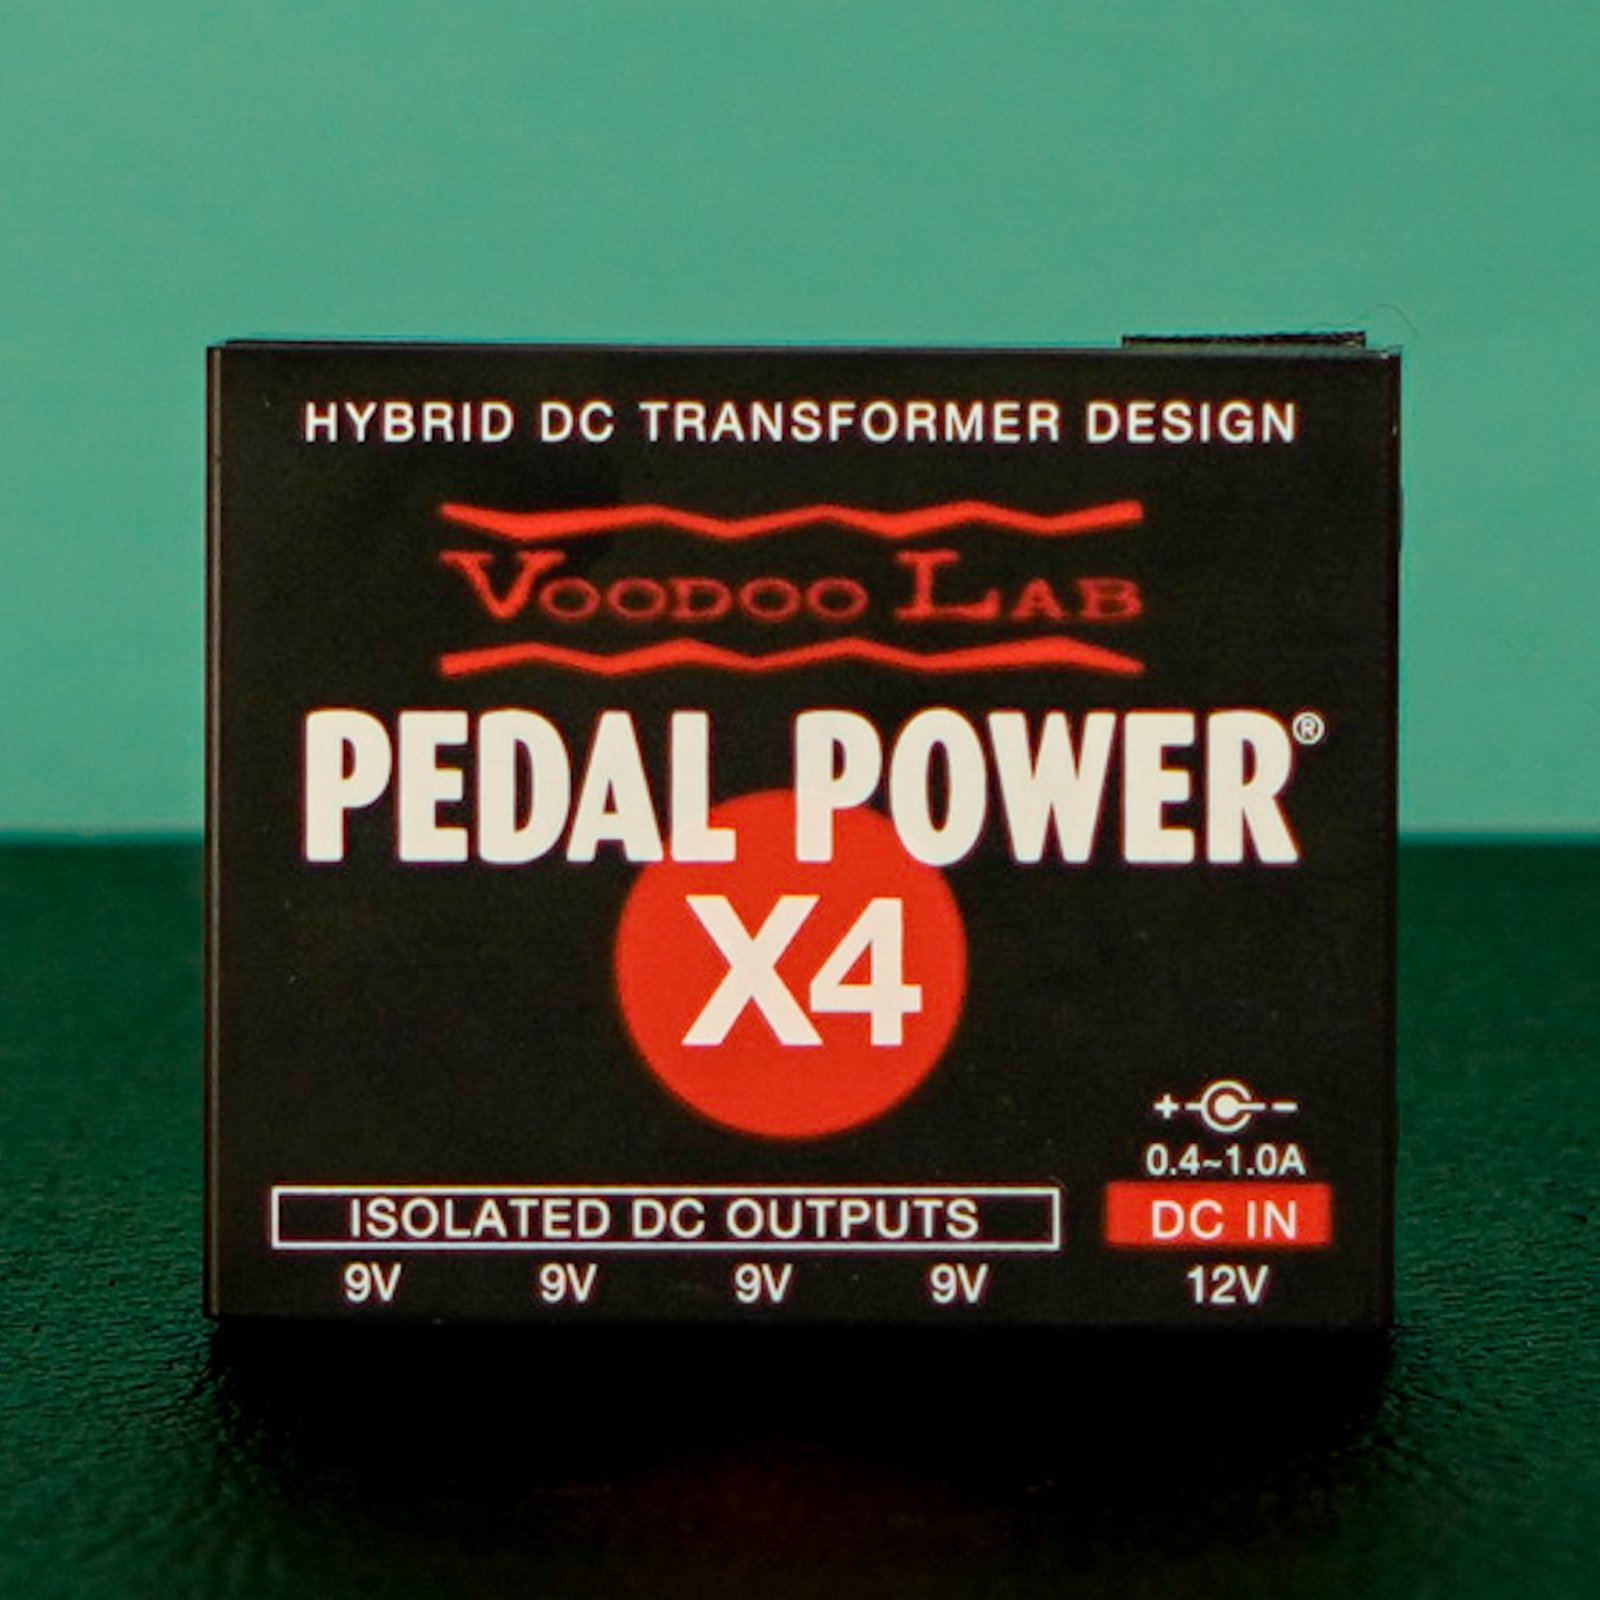 HYBRID DC TRANSFORMER DESIGN
VOODOO LAB
PEDAL POWER®
X4
+ -
0.4~1.0A
ISOLATED DC OUTPUTS DC IN
9V 9V 9V 9V 12V